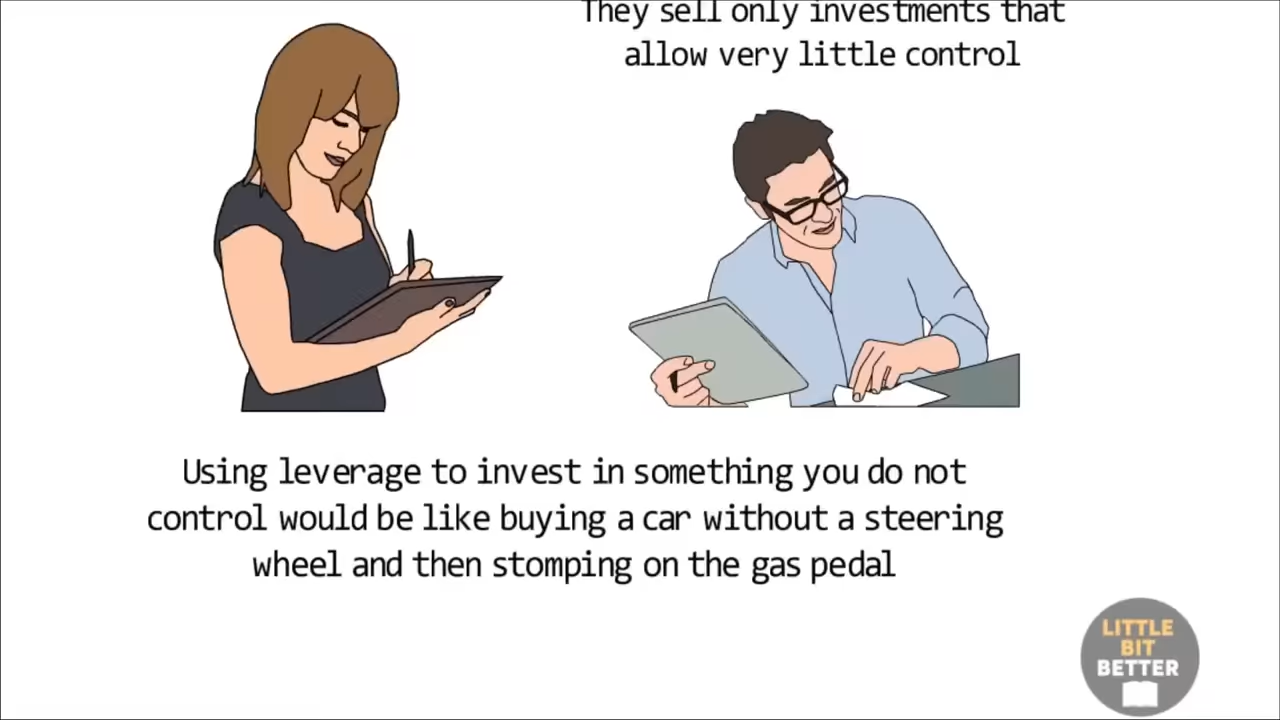 They sell only investments that
allow very little control
Using leverage to invest in something you do not
control would be like buying a car without a steering
wheel and then stomping on the gas pedal
LITTLE
BIT
BETTER